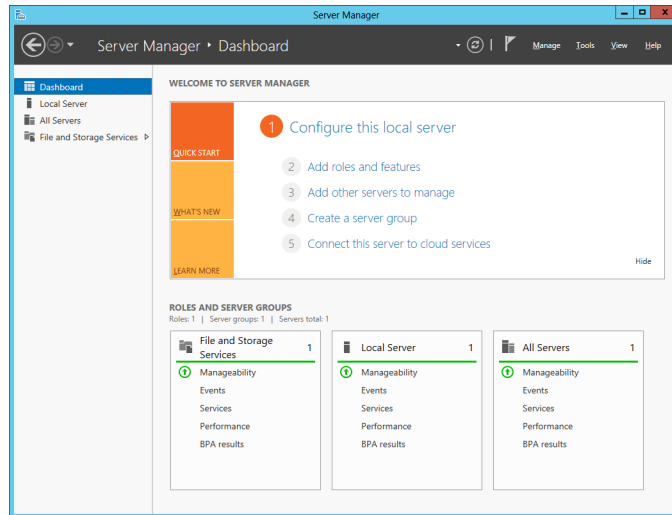 Server Manager
Server Manager • Dashboard
Manage Tools View Help
Dashboard
Local Server
All Servers
File and Storage Services
WELCOME TO SERVER MANAGER
QUICK START
WHAT'S NEW
LEARN MORE
1 Configure this local server
2 Add roles and features
3 Add other servers to manage
4 Create a server group
5 Connect this server to cloud services
Hide
ROLES AND SERVER GROUPS
Roles: 1 | Server groups: 1 | Servers total: 1
File and Storage
Services
1
Manageability
Events
Services
Performance
BPA results
Local Server 1
Manageability
Events
Services
Performance
BPA results
All Servers 1
Manageability
Events
Services
Performance
BPA results